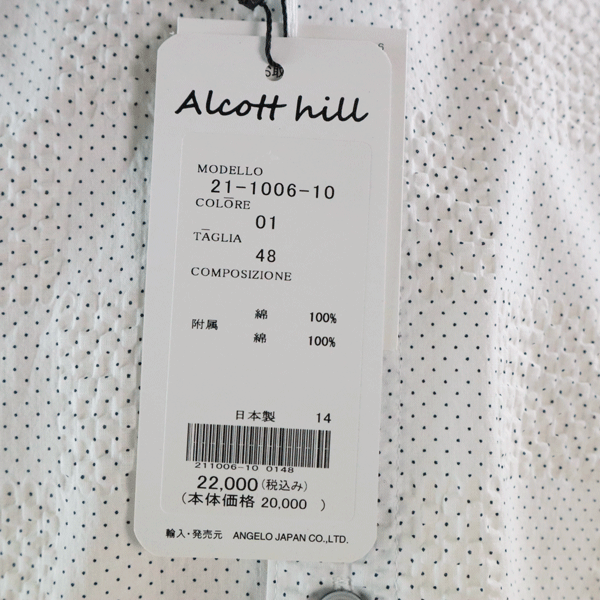 Alcott hill
MODELLO
21-1006-10
COLORE
01
TAGLIA
48
COMPOSIZIONE
綿 100%
附属
綿 100%
日本製 14
211006-10 0148
22,000(税込み)
(本体価格 20,000 )
輸入・発売元 ANGELO JAPAN CO.,LTD.